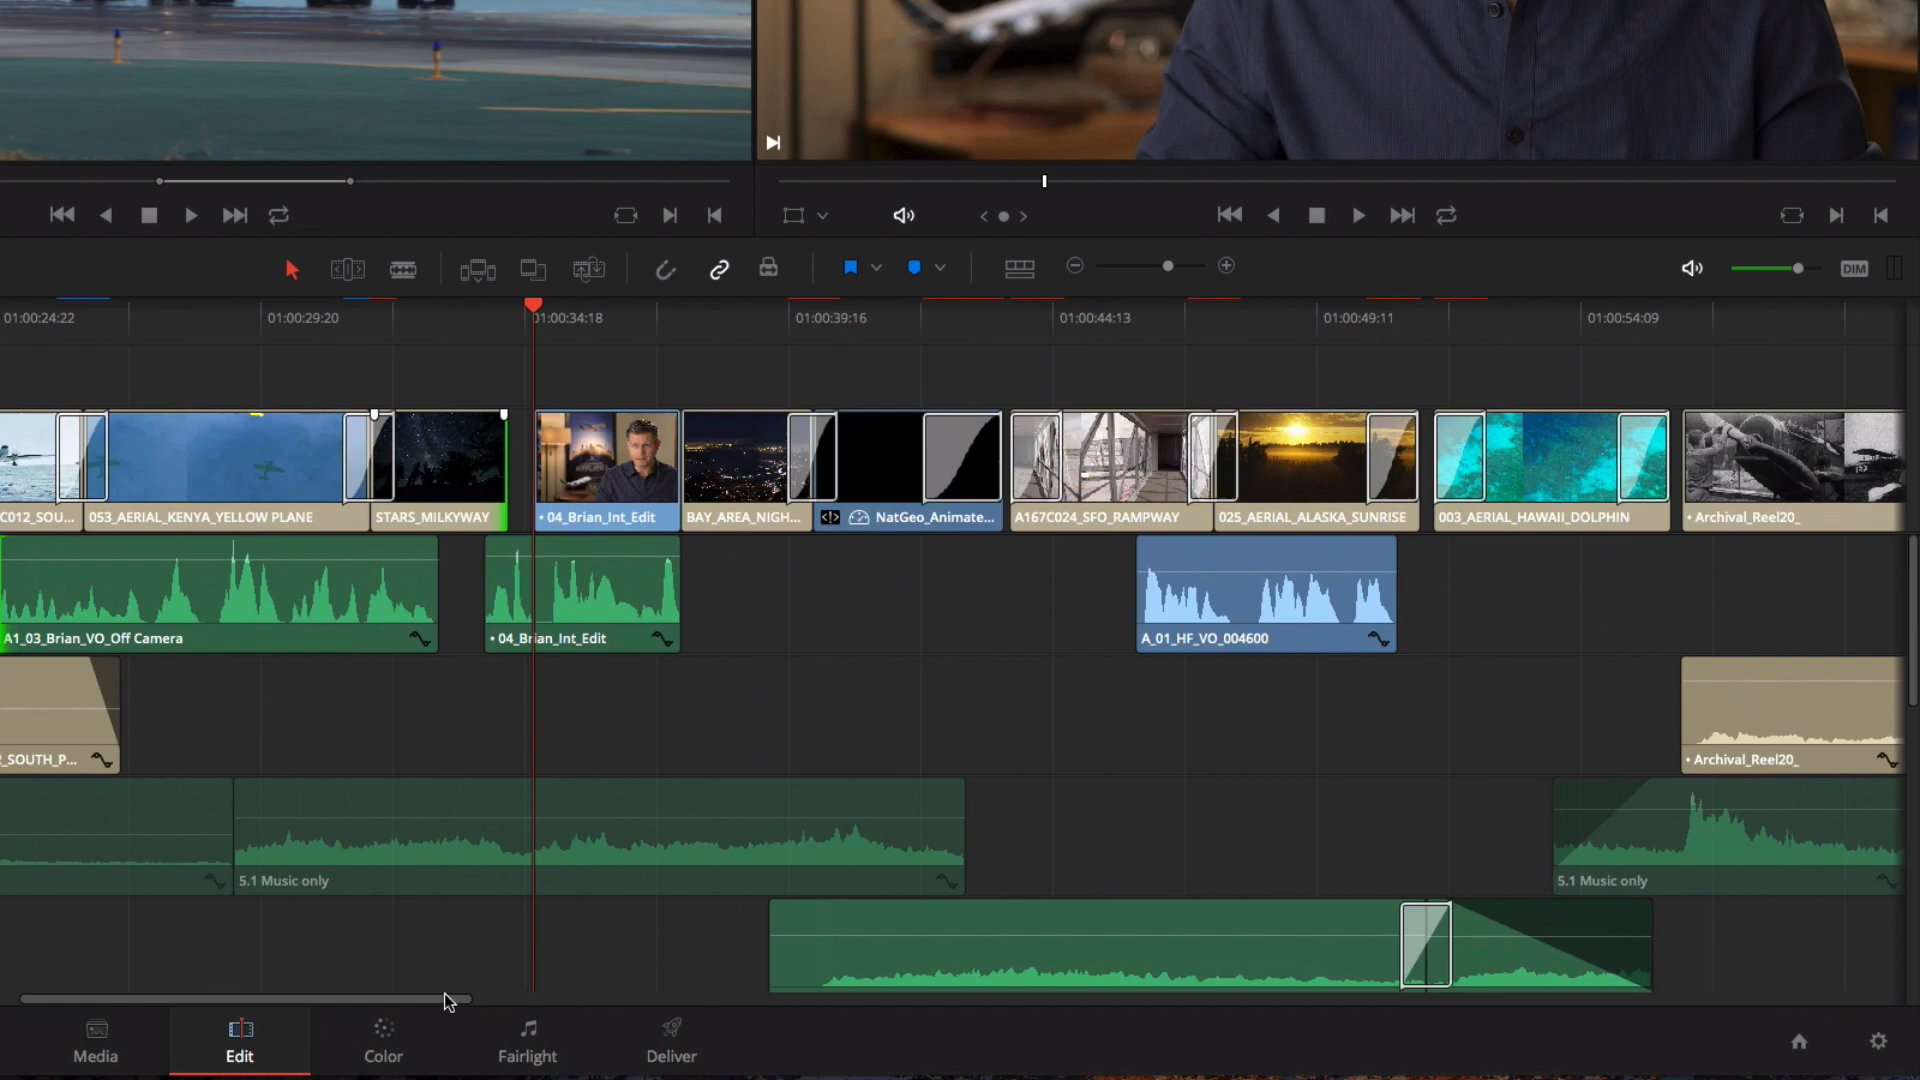 DIM
01:00:24:22
01:00:29:20
01:00:34:18
01:00:39:16
01:00:44:13
01:00:49:11
01:00:54:09
C012_SOU...
053_AERIAL_KENYA_YELLOW PLANE
STARS_MILKYWAY
• 04_Brian_Int_Edit
BAY_AREA_NIGH...
NatGeo_Animate...
A167C024_SFO_RAMPWAY
025_AERIAL_ALASKA_SUNRISE
003_AERIAL_HAWAII_DOLPHIN
• Archival_Reel20_
A1_03_Brian_VO_Off Camera
• 04_Brian_Int_Edit
A_01_HF_VO_004600
_SOUTH_P...
• Archival_Reel20_
5.1 Music only
5.1 Music only
Media
Edit
Color
Fairlight
Deliver